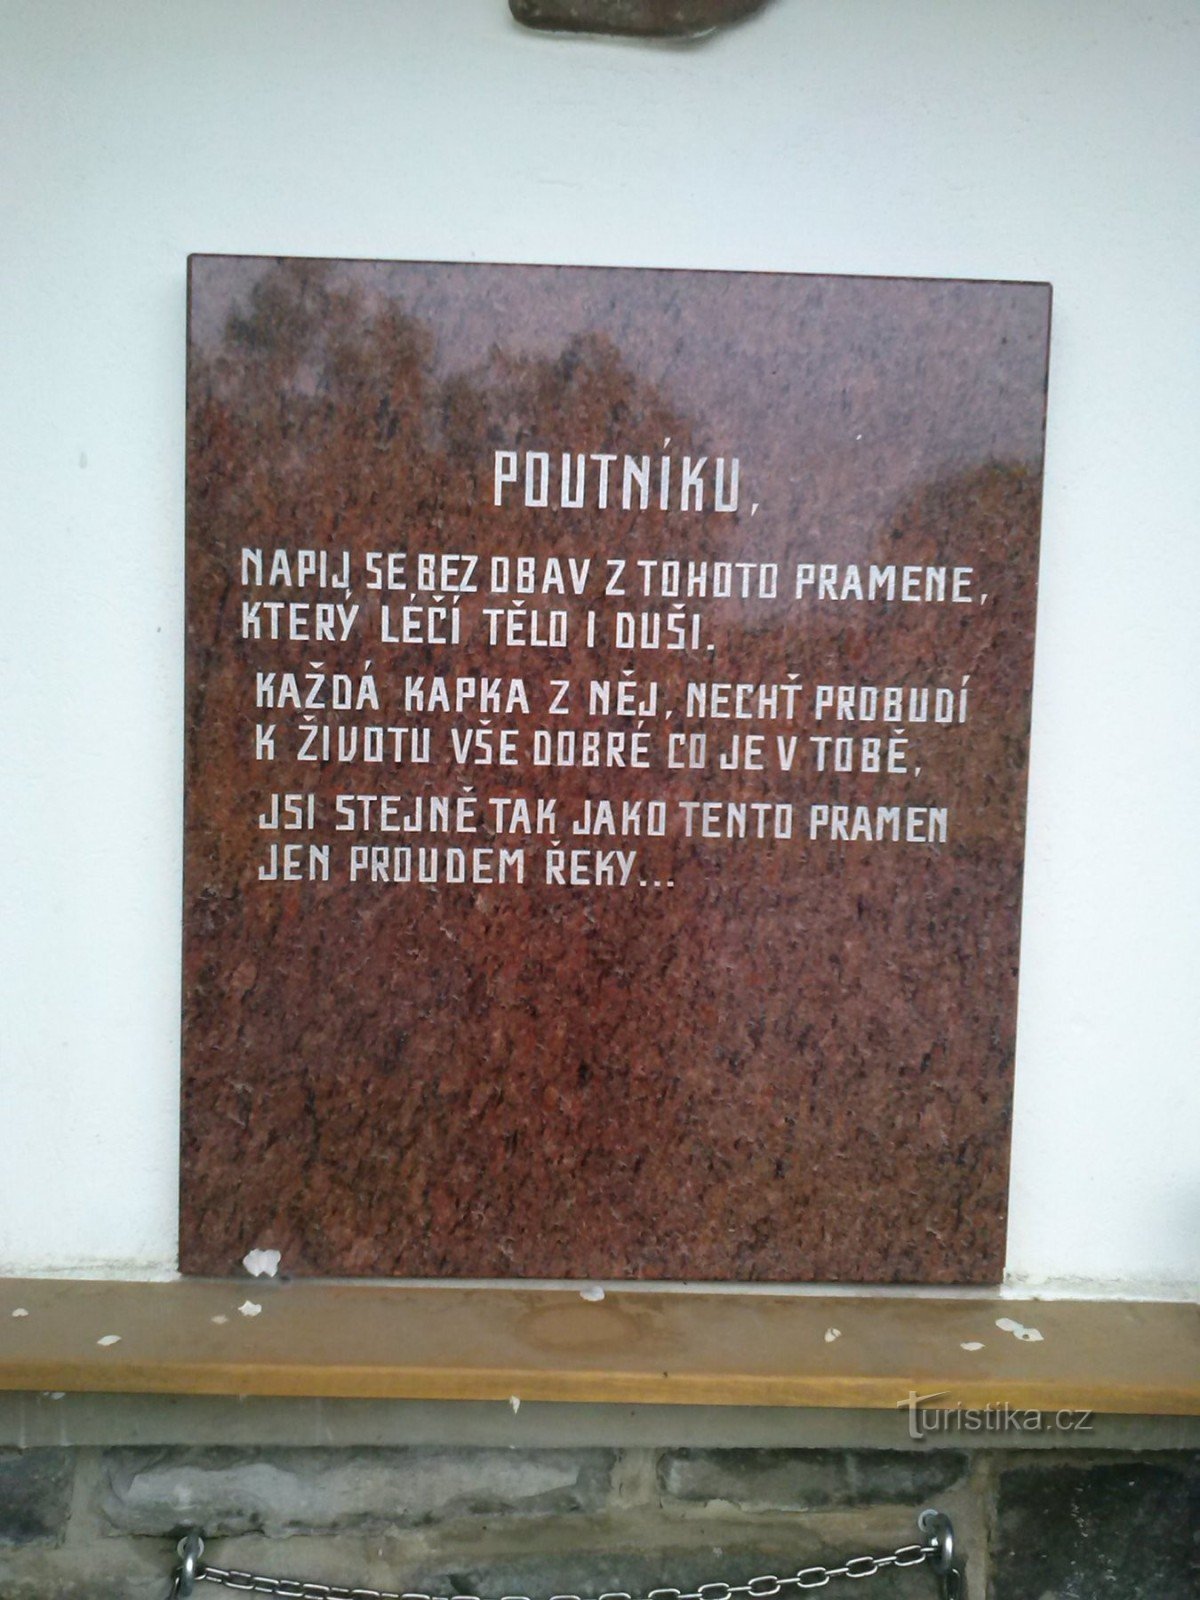 POUTNÍKU,
NAPIJ SE BEZ OBAV Z TOHOTO PRAMENE,
KTERÝ LÉČÍ TĚLO I DUŠI.
KAŽDÁ KAPKA Z NĚJ, NECHŤ PROBUDÍ
K ŽIVOTU VŠE DOBRÉ CO JE V TOBĚ,
JSI STEJNĚ TAK JAKO TENTO PRAMEN
JEN PROUDEM ŘEKY...
Turistika.cz